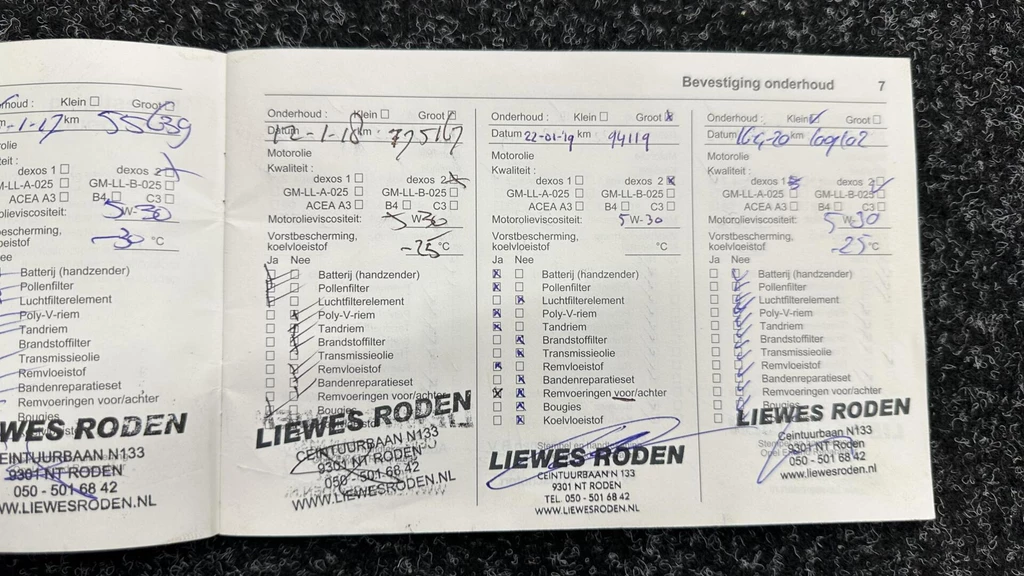 Bevestiging onderhoud 7
Klein Groot
-1-17 km 55639
dexos 1 dexos 2
GM-LL-A-025 GM-LL-B-025
ACEA A3 B4 C3
5W-30
-30 °C
Batterij (handzender)
Pollenfilter
Luchtfilterelement
Poly-V-riem
Tandriem
Brandstoffilter
Transmissieolie
Remvloeistof
Bandenreparatieset
Remvoeringen voor/achter
Bougies
RODEN
N133
9301 NT RODEN
050 - 501 68 42
WWW.LIEWESRODEN.NL
Onderhoud: Klein Groot
Datum -1-18 km
Motorolie
Kwaliteit:
dexos 1 dexos 2
GM-LL-A-025 GM-LL-B-025
ACEA A3 B4 C3
Motorolieviscositeit: 5W30
Vorstbescherming,
koelvloeistof -25 °C
Ja Nee
Batterij (handzender)
Pollenfilter
Luchtfilterelement
Poly-V-riem
Tandriem
Brandstoffilter
Transmissieolie
Remvloeistof
Bandenreparatieset
Remvoeringen voor/achter
Bougies
LIEWES RODEN
CEINTUURBAAN N133
9301 NT RODEN
050 - 501 68 42
WWW.LIEWESRODEN.NL
Onderhoud: Klein Groot
Datum 22-01-19 km 94119
Motorolie
Kwaliteit:
dexos 1 dexos 2
GM-LL-A-025 GM-LL-B-025
ACEA A3 B4 C3
Motorolieviscositeit: 5W-30
Vorstbescherming,
koelvloeistof °C
Ja Nee
Batterij (handzender)
Pollenfilter
Luchtfilterelement
Poly-V-riem
Tandriem
Brandstoffilter
Transmissieolie
Remvloeistof
Bandenreparatieset
Remvoeringen voor/achter
Bougies
Koelvloeistof
LIEWES RODEN
CEINTUURBAAN N 133
9301 NT RODEN
TEL. 050 - 501 68 42
WWW.LIEWESRODEN.NL
Onderhoud: Klein Groot
Datum km 100102
Motorolie
Kwaliteit:
dexos 1 dexos 2
GM-LL-A-025 GM-LL-B-025
ACEA A3 B4 C3
Motorolieviscositeit: 5W-30
Vorstbescherming,
koelvloeistof -25 °C
Ja Nee
Batterij (handzender)
Pollenfilter
Luchtfilterelement
Poly-V-riem
Tandriem
Brandstoffilter
Transmissieolie
Remvloeistof
Bandenreparatieset
Remvoeringen voor/achter
Bougies
LIEWES RODEN
Ceintuurbaan N133
9301 NT RODEN
050 - 501 68 42
www.liewesroden.nl